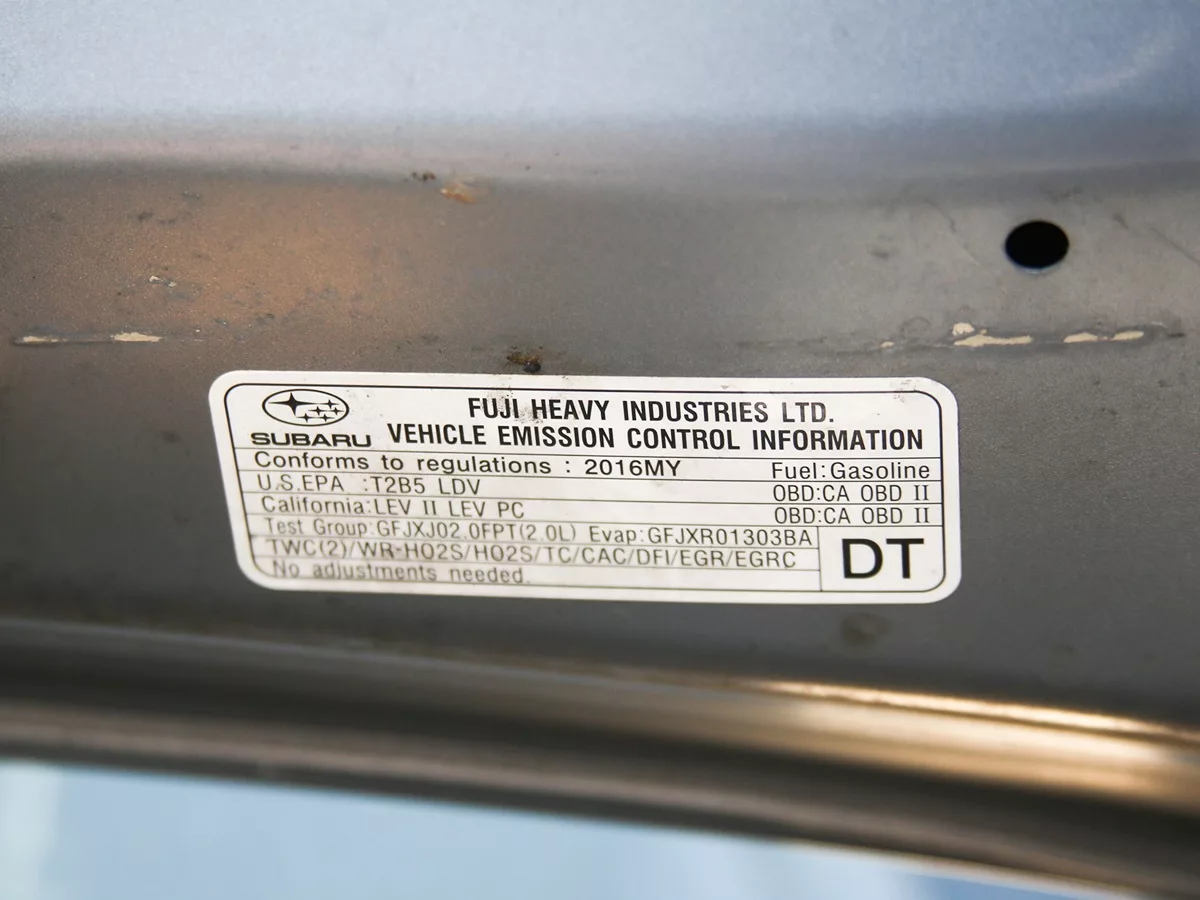 FUJI HEAVY INDUSTRIES LTD.
SUBARU VEHICLE EMISSION CONTROL INFORMATION
Conforms to regulations : 2016MY Fuel:Gasoline
U.S.EPA :T2B5 LDV OBD:CA OBD II
California:LEV II LEV PC OBD:CA OBD II
Test Group:GFJXJ02.0FPT(2.0L) Evap:GFJXR01303BA
TWC(2)/WR-HO2S/HO2S/TC/CAC/DFI/EGR/EGRC
DT
No adjustments needed.